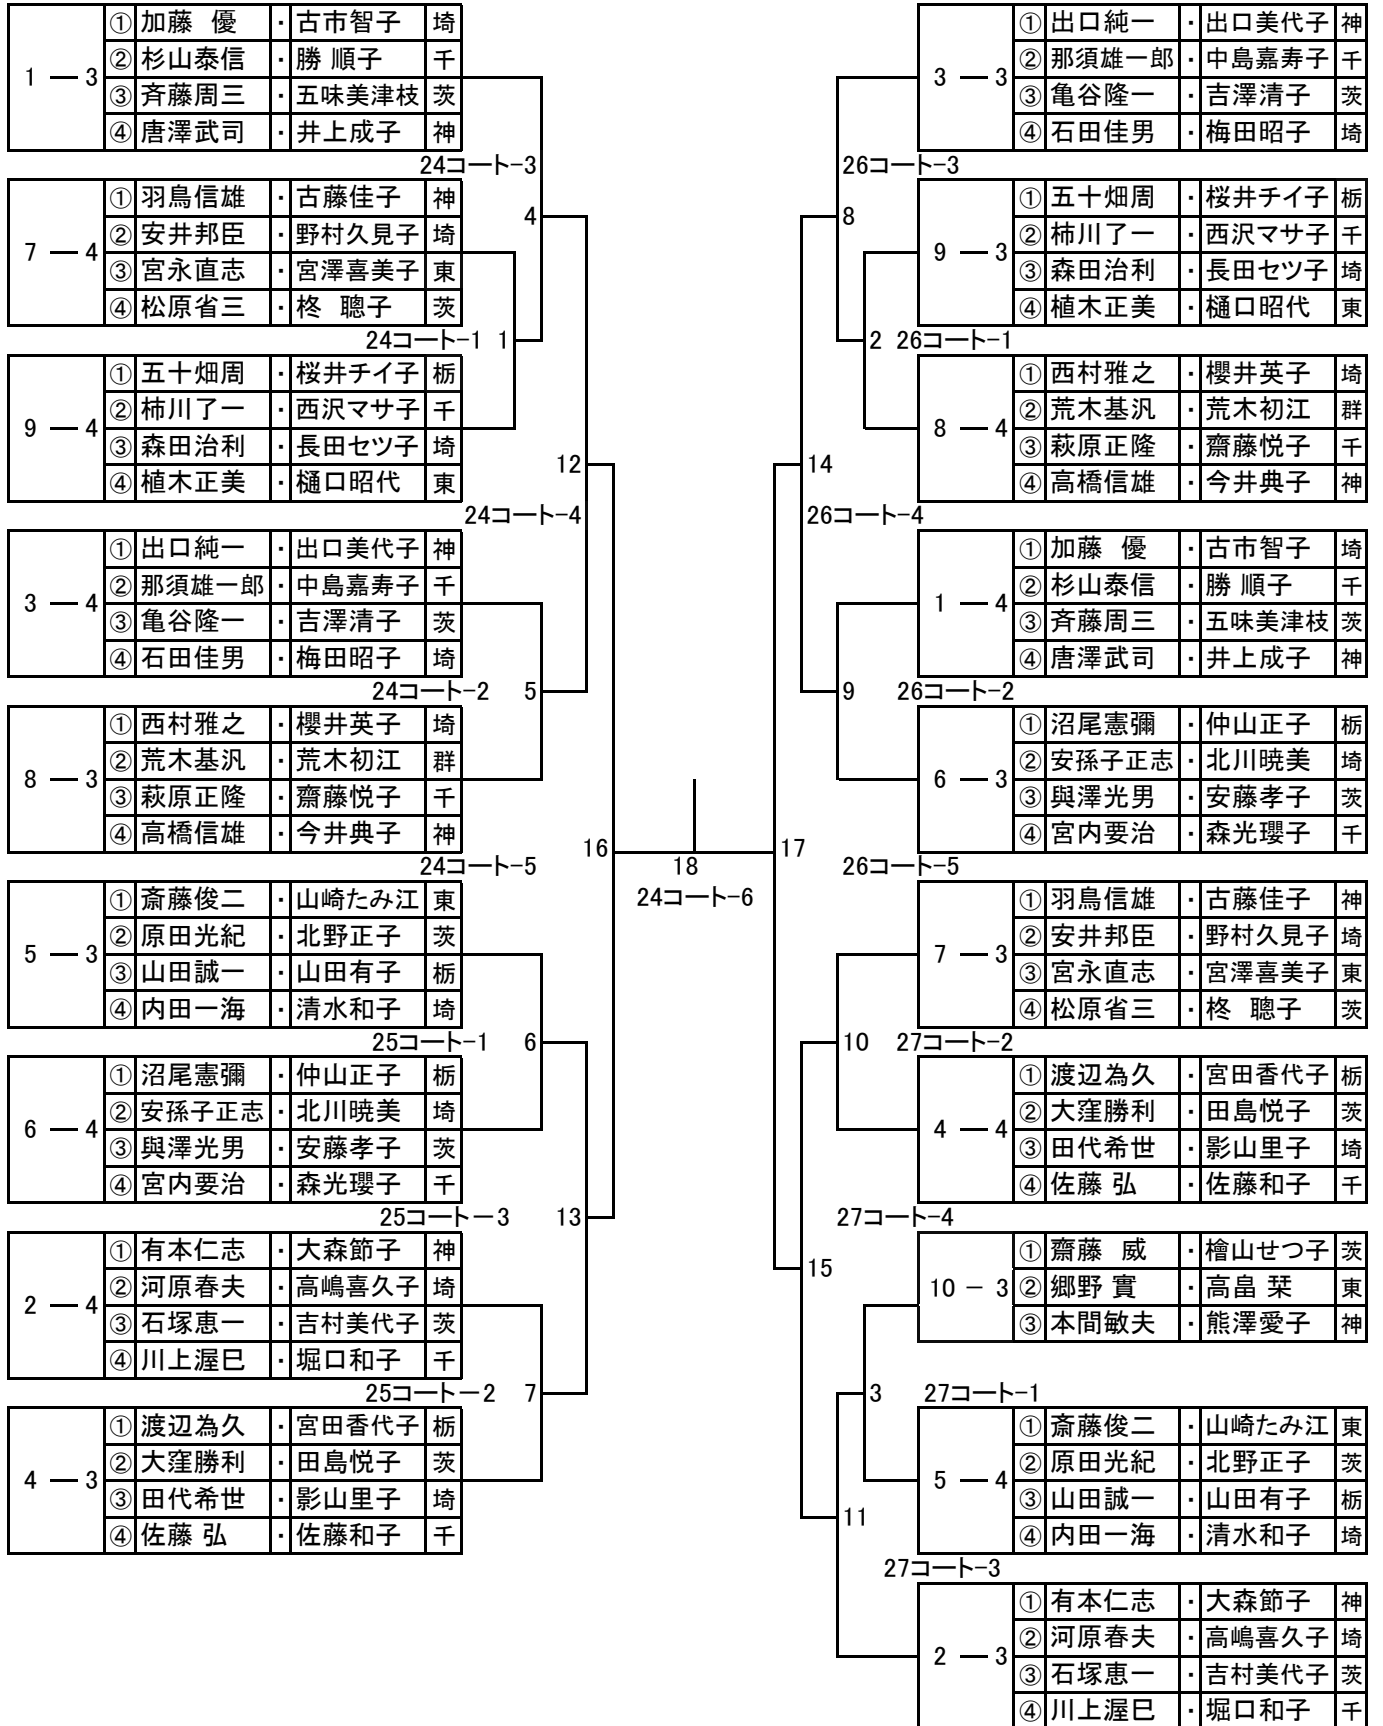 ① 加藤 優 ・ 古市智子 埼
② 杉山泰信 ・ 勝 順子 千
1 ― 3
③ 斉藤周三 ・ 五味美津枝 茨
④ 唐澤武司 ・ 井上成子 神
24コート-3
① 羽鳥信雄 ・ 古藤佳子 神
4
② 安井邦臣 ・ 野村久見子 埼
7 ― 4
③ 宮永直志 ・ 宮澤喜美子 東
④ 松原省三 ・ 柊 聰子 茨
24コート-1 1
① 五十畑周 ・ 桜井チイ子 栃
② 柿川了一 ・ 西沢マサ子 千
9 ― 4
③ 森田治利 ・ 長田セツ子 埼
12
④ 植木正美 ・ 樋口昭代 東
24コート-4
① 出口純一 ・ 出口美代子 神
② 那須雄一郎 ・ 中島嘉寿子 千
3 ― 4
③ 亀谷隆一 ・ 吉澤清子 茨
④ 石田佳男 ・ 梅田昭子 埼
24コート-2 5
① 西村雅之 ・ 櫻井英子 埼
② 荒木基汎 ・ 荒木初江 群
8 ― 3
③ 萩原正隆 ・ 齋藤悦子 千
④ 高橋信雄 ・ 今井典子 神
16
24コート-5
18
24コート-6
① 斎藤俊二 ・ 山崎たみ江 東
② 原田光紀 ・ 北野正子 茨
5 ― 3
③ 山田誠一 ・ 山田有子 栃
④ 内田一海 ・ 清水和子 埼
25コート-1 6
① 沼尾憲彌 ・ 仲山正子 栃
② 安孫子正志 ・ 北川暁美 埼
6 ― 4
③ 與澤光男 ・ 安藤孝子 茨
④ 宮内要治 ・ 森光瓔子 千
25コート－3 13
① 有本仁志 ・ 大森節子 神
② 河原春夫 ・ 高嶋喜久子 埼
2 ― 4
③ 石塚恵一 ・ 吉村美代子 茨
④ 川上渥巳 ・ 堀口和子 千
25コート－2 7
① 渡辺為久 ・ 宮田香代子 栃
② 大窪勝利 ・ 田島悦子 茨
4 ― 3
③ 田代希世 ・ 影山里子 埼
④ 佐藤 弘 ・ 佐藤和子 千
① 出口純一 ・ 出口美代子 神
② 那須雄一郎 ・ 中島嘉寿子 千
3 ― 3
③ 亀谷隆一 ・ 吉澤清子 茨
④ 石田佳男 ・ 梅田昭子 埼
26コート-3
① 五十畑周 ・ 桜井チイ子 栃
8
② 柿川了一 ・ 西沢マサ子 千
9 ― 3
③ 森田治利 ・ 長田セツ子 埼
④ 植木正美 ・ 樋口昭代 東
2 26コート-1
① 西村雅之 ・ 櫻井英子 埼
② 荒木基汎 ・ 荒木初江 群
8 ― 4
③ 萩原正隆 ・ 齋藤悦子 千
14
④ 高橋信雄 ・ 今井典子 神
26コート-4
① 加藤 優 ・ 古市智子 埼
② 杉山泰信 ・ 勝 順子 千
1 ― 4
③ 斉藤周三 ・ 五味美津枝 茨
④ 唐澤武司 ・ 井上成子 神
9 26コート-2
① 沼尾憲彌 ・ 仲山正子 栃
② 安孫子正志 ・ 北川暁美 埼
6 ― 3
③ 與澤光男 ・ 安藤孝子 茨
④ 宮内要治 ・ 森光瓔子 千
17
26コート-5
① 羽鳥信雄 ・ 古藤佳子 神
② 安井邦臣 ・ 野村久見子 埼
7 ― 3
③ 宮永直志 ・ 宮澤喜美子 東
④ 松原省三 ・ 柊 聰子 茨
10 27コート-2
① 渡辺為久 ・ 宮田香代子 栃
② 大窪勝利 ・ 田島悦子 茨
4 ― 4
③ 田代希世 ・ 影山里子 埼
④ 佐藤 弘 ・ 佐藤和子 千
27コート-4
① 齋藤 威 ・ 檜山せつ子 茨
15
10 － 3 ② 郷野 實 ・ 高畠 栞 東
③ 本間敏夫 ・ 熊澤愛子 神
3 27コート-1
① 斎藤俊二 ・ 山崎たみ江 東
② 原田光紀 ・ 北野正子 茨
5 ― 4
③ 山田誠一 ・ 山田有子 栃
11
④ 内田一海 ・ 清水和子 埼
27コート-3
① 有本仁志 ・ 大森節子 神
② 河原春夫 ・ 高嶋喜久子 埼
2 ― 3
③ 石塚恵一 ・ 吉村美代子 茨
④ 川上渥巳 ・ 堀口和子 千